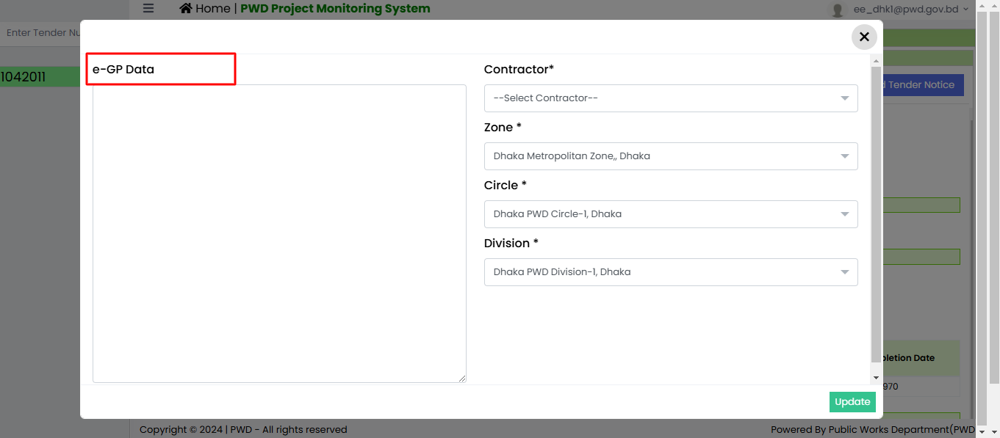 Home | PWD Project Monitoring System
ee_dhk1@pwd.gov.bd
Enter Tender Nu
1042011
e-GP Data
Contractor*
--Select Contractor--
Tender Notice
Zone *
Dhaka Metropolitan Zone,, Dhaka
Circle *
Dhaka PWD Circle-1, Dhaka
Division *
Dhaka PWD Division-1, Dhaka
pletion Date
970
Update
Copyright © 2024 | PWD - All rights reserved
Powered By Public Works Department(PWD